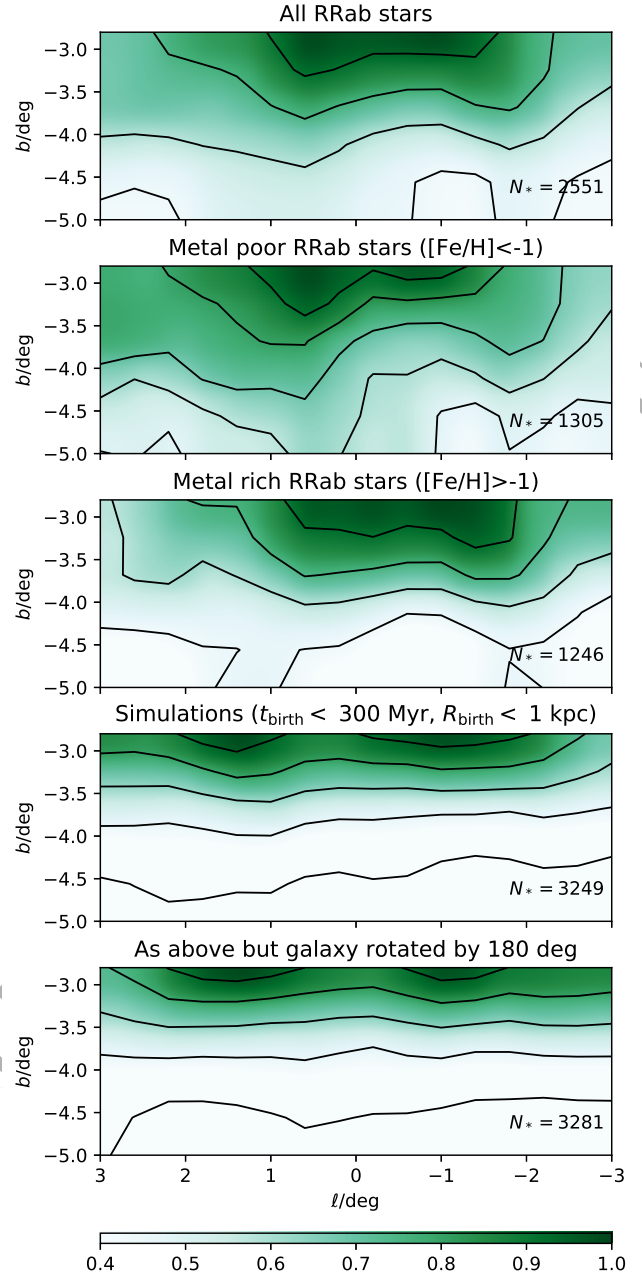 All RRab stars
−3.0
−3.5
−4.0
−4.5
−5.0
b/deg
N* = 2551
Metal poor RRab stars ([Fe/H]<-1)
−3.0
−3.5
−4.0
−4.5
−5.0
b/deg
N* = 1305
Metal rich RRab stars ([Fe/H]>-1)
−3.0
−3.5
−4.0
−4.5
−5.0
b/deg
N* = 1246
Simulations (t_birth < 300 Myr, R_birth < 1 kpc)
−3.0
−3.5
−4.0
−4.5
−5.0
b/deg
N* = 3249
As above but galaxy rotated by 180 deg
−3.0
−3.5
−4.0
−4.5
−5.0
b/deg
N* = 3281
3 2 1 0 −1 −2 −3
ℓ/deg
0.4 0.5 0.6 0.7 0.8 0.9 1.0